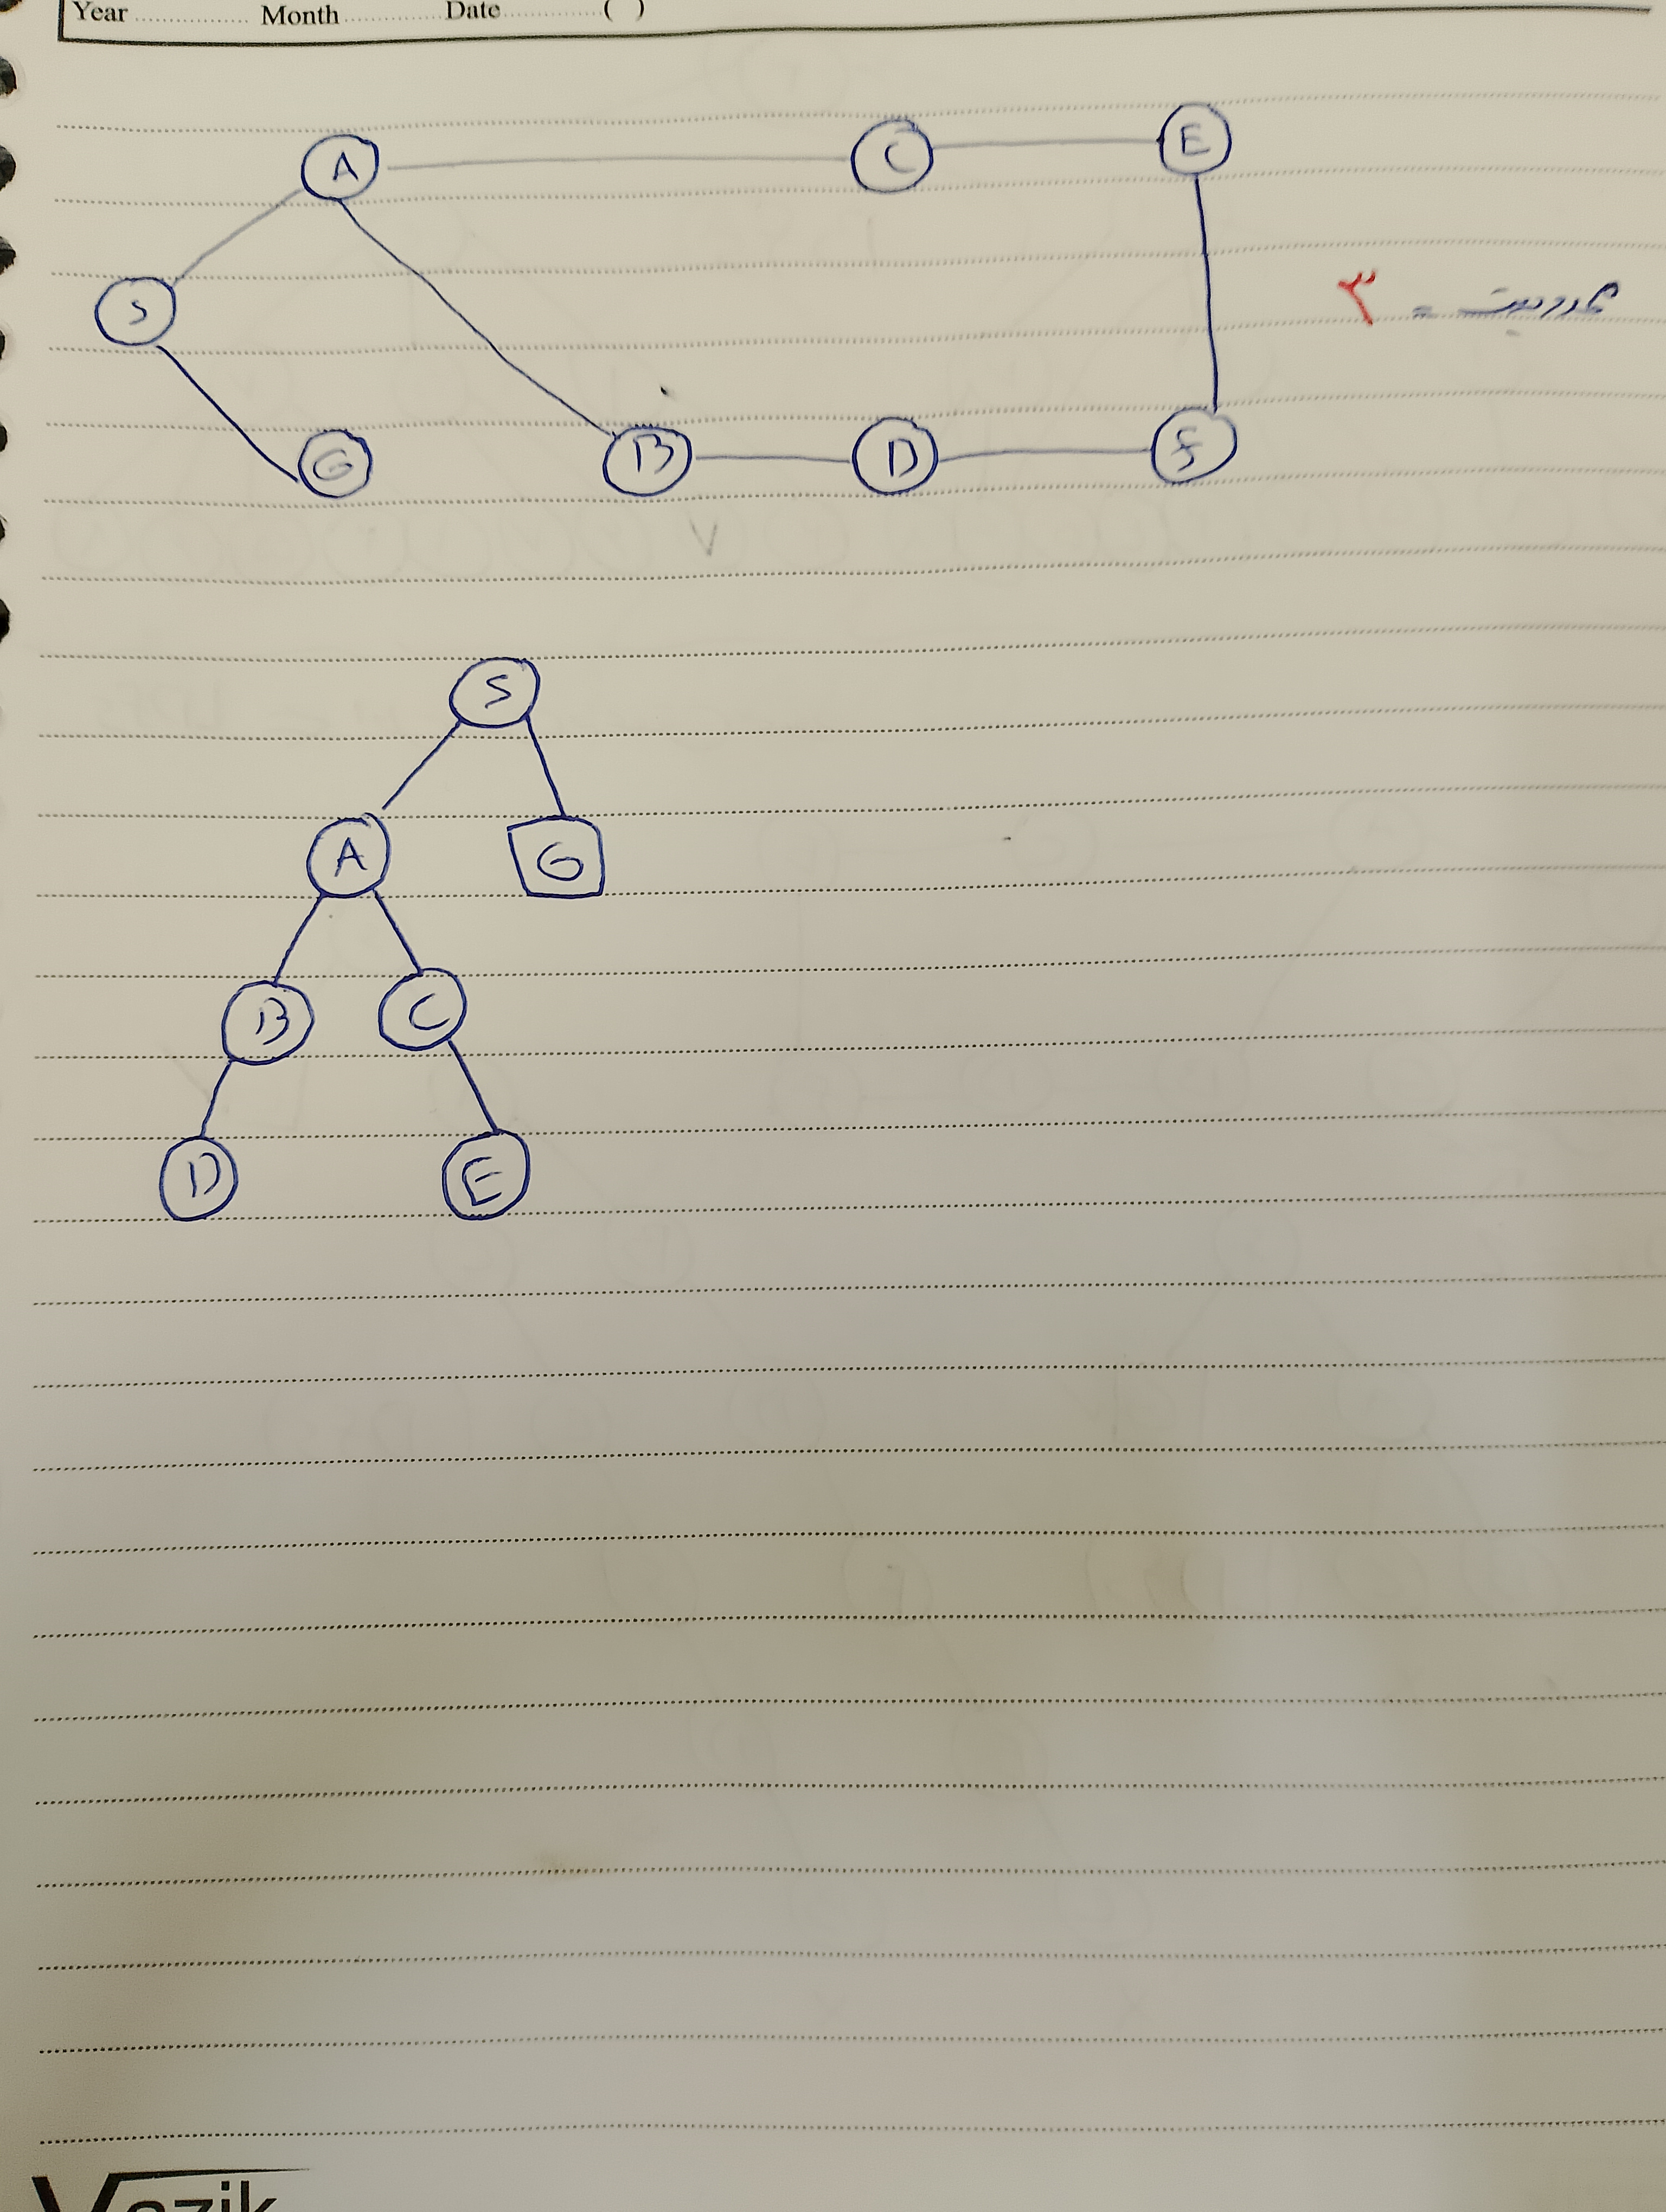 Year ................ Month .............. Date .............. ( )
A C E
S محدودیت = ۳
G B D F
S
A G
B C
D E
Vazik